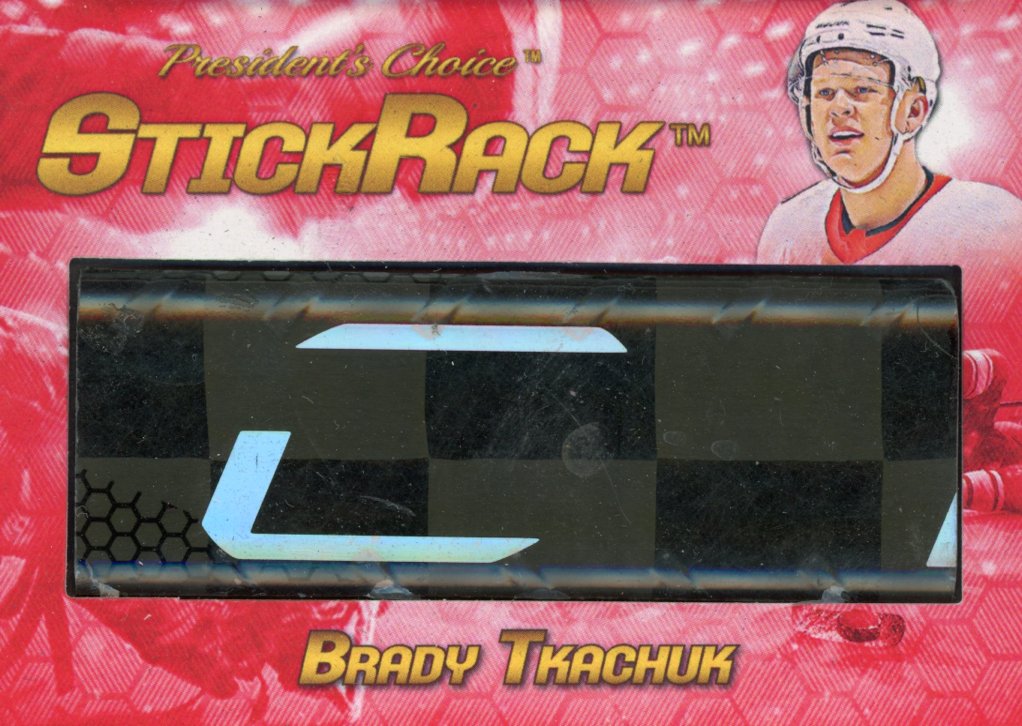 President's Choice™
STICKRACK™
BRADY TKACHUK